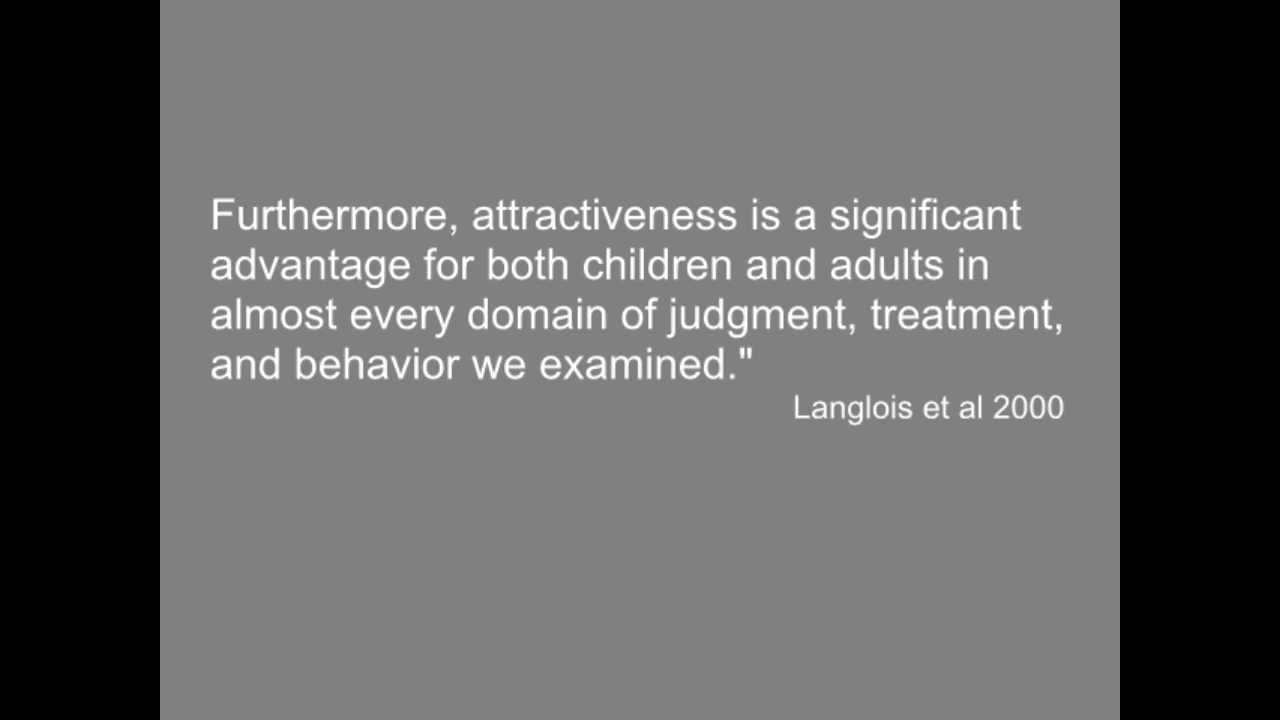 Furthermore, attractiveness is a significant
advantage for both children and adults in
almost every domain of judgment, treatment,
and behavior we examined."
Langlois et al 2000